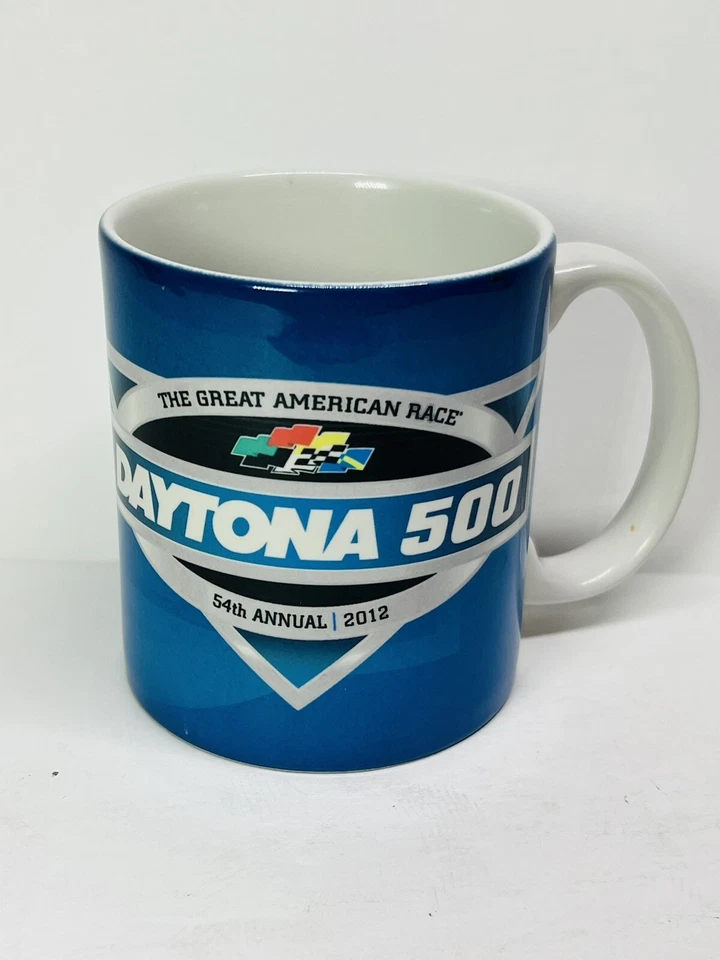 THE GREAT AMERICAN RACE
DAYTONA 500
54th ANNUAL | 2012